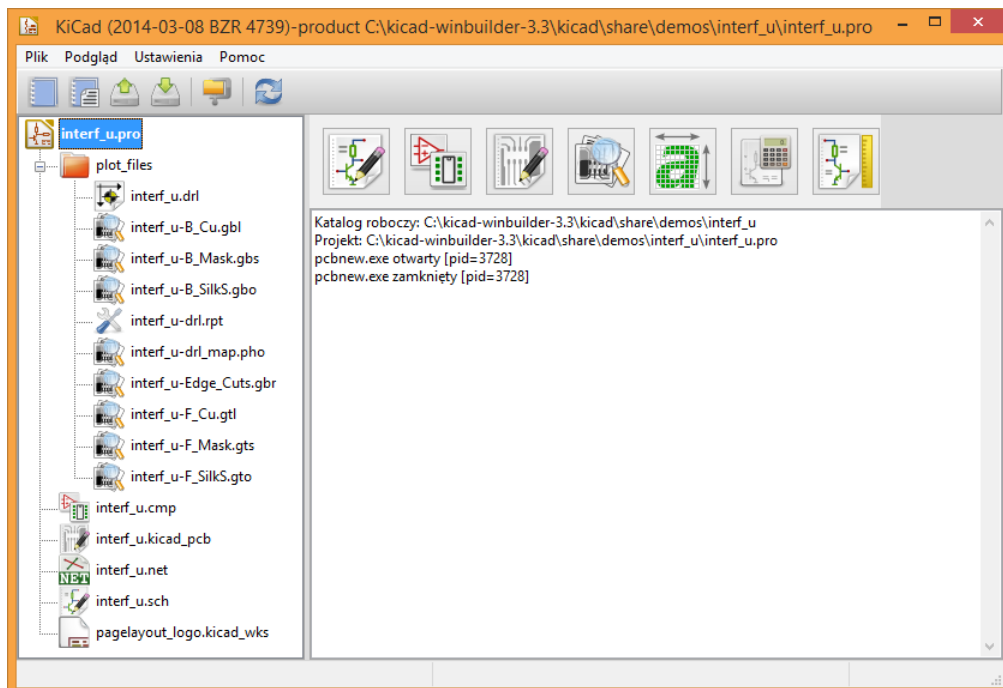 KiCad (2014-03-08 BZR 4739)-product C:\kicad-winbuilder-3.3\kicad\share\demos\interf_u\interf_u.pro
Plik Podgląd Ustawienia Pomoc
interf_u.pro
plot_files
interf_u.drl
interf_u-B_Cu.gbl
interf_u-B_Mask.gbs
interf_u-B_SilkS.gbo
interf_u-drl.rpt
interf_u-drl_map.pho
interf_u-Edge_Cuts.gbr
interf_u-F_Cu.gtl
interf_u-F_Mask.gts
interf_u-F_SilkS.gto
interf_u.cmp
interf_u.kicad_pcb
NET interf_u.net
interf_u.sch
pagelayout_logo.kicad_wks
a
Katalog roboczy: C:\kicad-winbuilder-3.3\kicad\share\demos\interf_u
Projekt: C:\kicad-winbuilder-3.3\kicad\share\demos\interf_u\interf_u.pro
pcbnew.exe otwarty [pid=3728]
pcbnew.exe zamknięty [pid=3728]